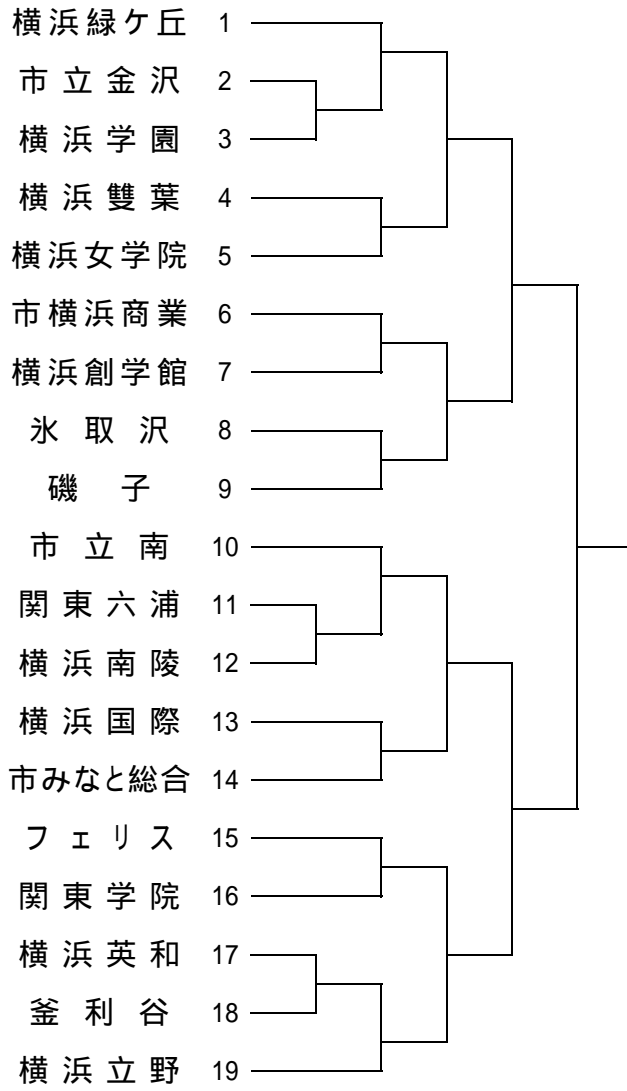 横浜緑ケ丘 1
市立金沢 2
横浜学園 3
横浜雙葉 4
横浜女学院 5
市横浜商業 6
横浜創学館 7
氷取沢 8
磯子 9
市立南 10
関東六浦 11
横浜南陵 12
横浜国際 13
市みなと総合 14
フェリス 15
関東学院 16
横浜英和 17
釜利谷 18
横浜立野 19